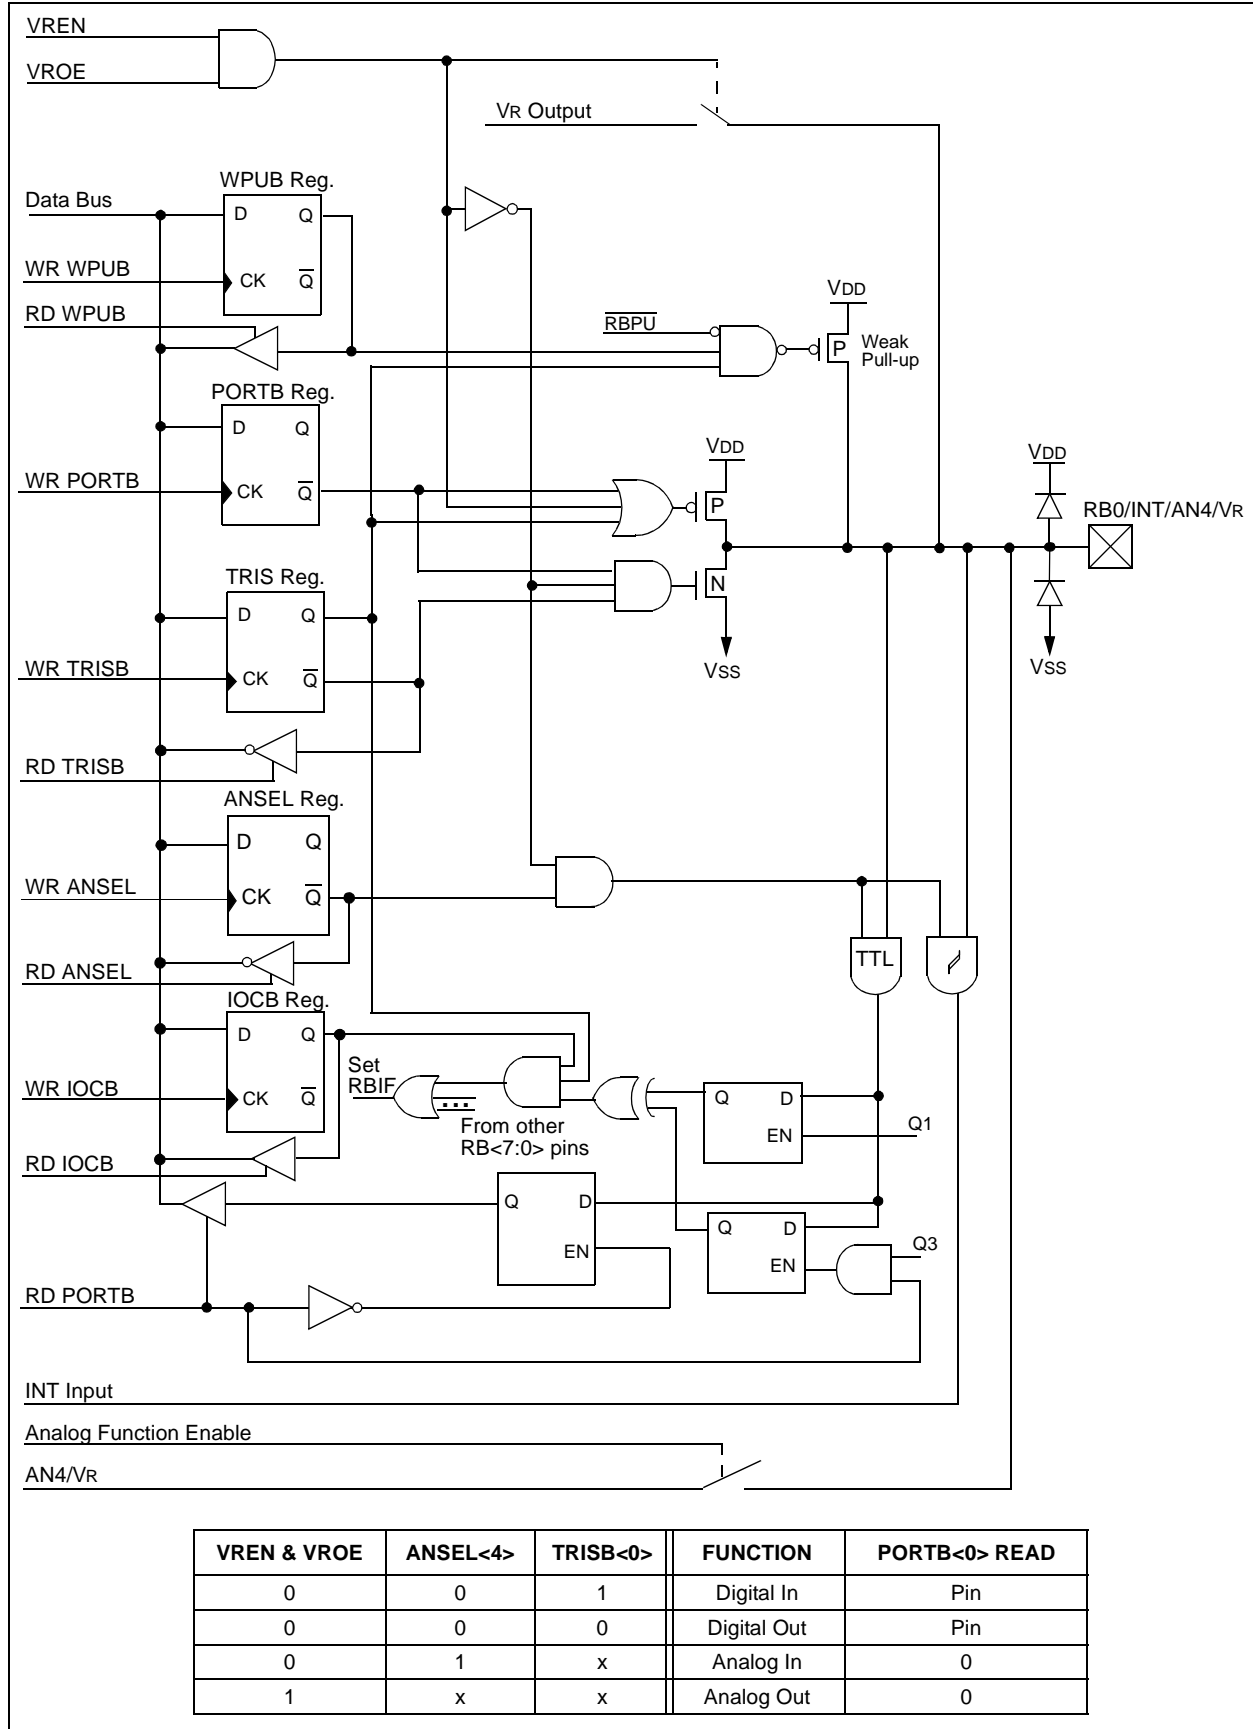 VREN
VROE
VR Output
WPUB Reg.
Data Bus
D Q
WR WPUB
CK Q
RD WPUB
RBPU
VDD
P
Weak
Pull-up
PORTB Reg.
D Q
WR PORTB
CK Q
VDD
P
VDD
RB0/INT/AN4/VR
TRIS Reg.
D Q
N
WR TRISB
CK Q
VSS
VSS
RD TRISB
ANSEL Reg.
D Q
WR ANSEL
CK Q
TTL
RD ANSEL
IOCB Reg.
D Q
Set
RBIF
WR IOCB
CK Q
From other
RB<7:0> pins
Q D
EN
Q1
RD IOCB
Q D
EN
Q D
EN
Q3
RD PORTB
INT Input
Analog Function Enable
AN4/VR
VREN & VROE ANSEL<4> TRISB<0> FUNCTION PORTB<0> READ
0 0 1 Digital In Pin
0 0 0 Digital Out Pin
0 1 x Analog In 0
1 x x Analog Out 0